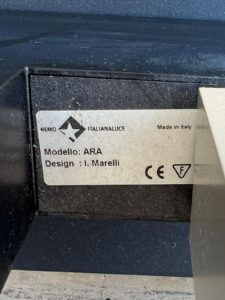 NEMO ITALIANALUCE Made in Italy
Modello: ARA
Design : I. Marelli
CE F